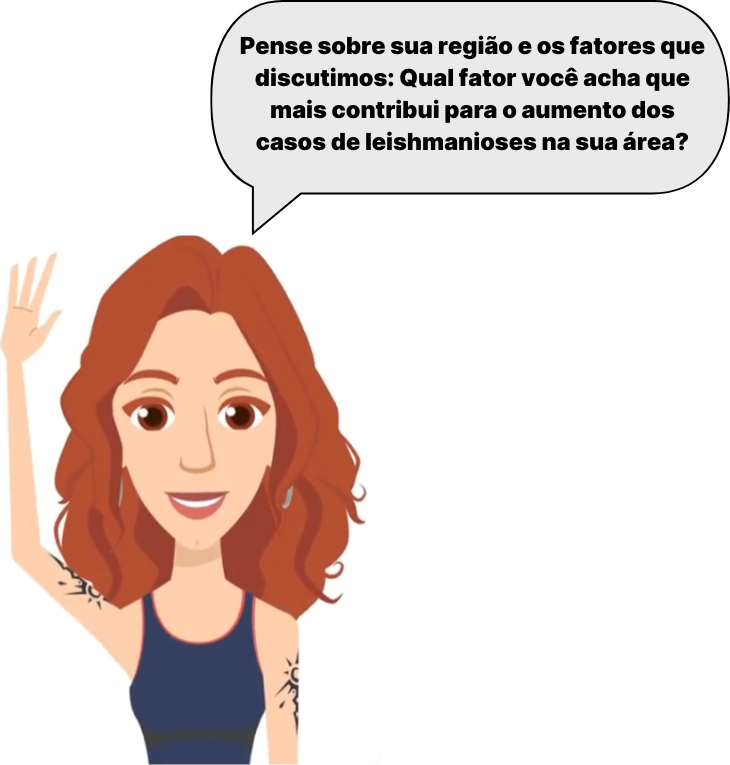 Pense sobre sua região e os fatores que
discutimos: Qual fator você acha que
mais contribui para o aumento dos
casos de leishmanioses na sua área?